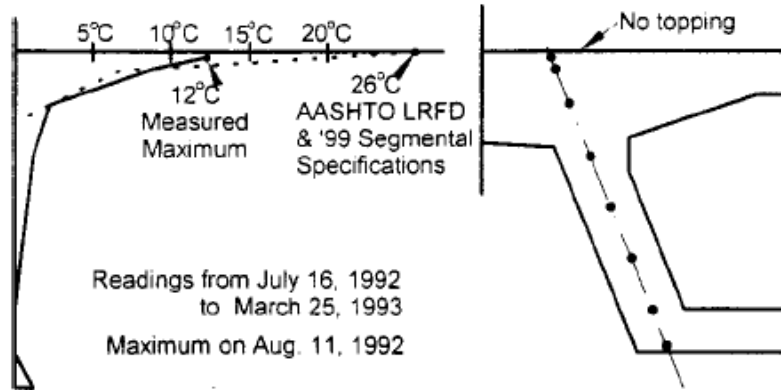 5°C 10°C 15°C 20°C
No topping
12°C
Measured
Maximum
26°C
AASHTO LRFD
& '99 Segmental
Specifications
Readings from July 16, 1992
to March 25, 1993
Maximum on Aug. 11, 1992